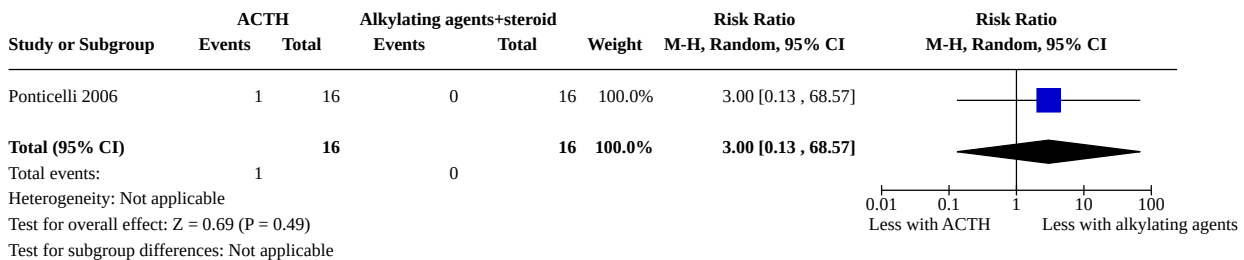 ACTH Alkylating agents+steroid Risk Ratio Risk Ratio
Study or Subgroup Events Total Events Total Weight M-H, Random, 95% CI M-H, Random, 95% CI
Ponticelli 2006 1 16 0 16 100.0% 3.00 [0.13 , 68.57]
Total (95% CI) 16 16 100.0% 3.00 [0.13 , 68.57]
Total events: 1 0
Heterogeneity: Not applicable
0.01 0.1 1 10 100
Test for overall effect: Z = 0.69 (P = 0.49) Less with ACTH Less with alkylating agents
Test for subgroup differences: Not applicable